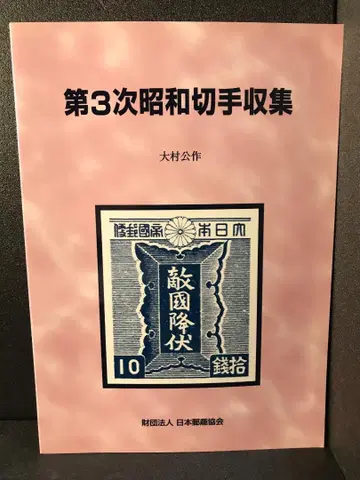 第3次昭和切手収集
大村公作
大日本帝國郵便
敵國降伏
10 拾錢
財団法人 日本郵趣協会